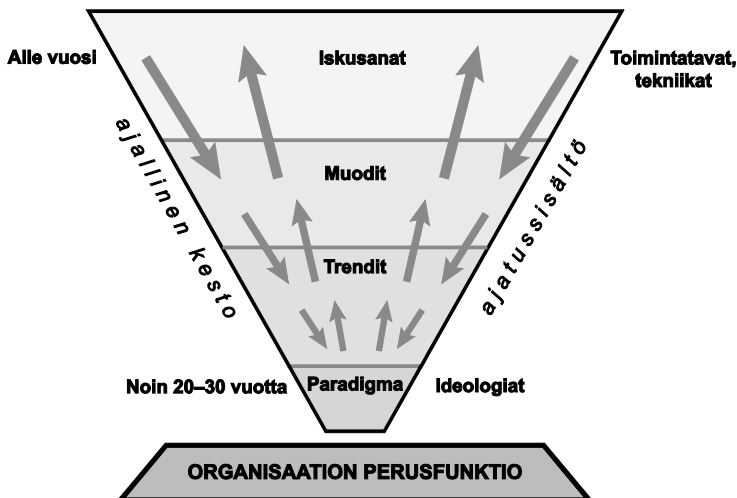 Alle vuosi
Iskusanat
Toimintatavat,
tekniikat
ajallinen kesto
ajatussisältö
Muodit
Trendit
Noin 20–30 vuotta
Paradigma
Ideologiat
ORGANISAATION PERUSFUNKTIO